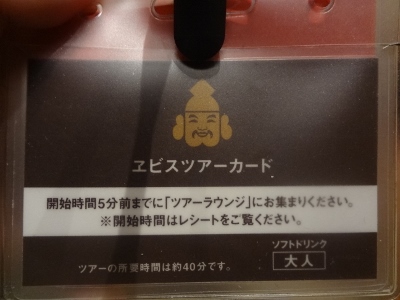 ヱビスツアーカード
開始時間5分前までに「ツアーラウンジ」にお集まりください。
※開始時間はレシートをご覧ください。
ソフトドリンク
大人
ツアーの所要時間は約40分です。